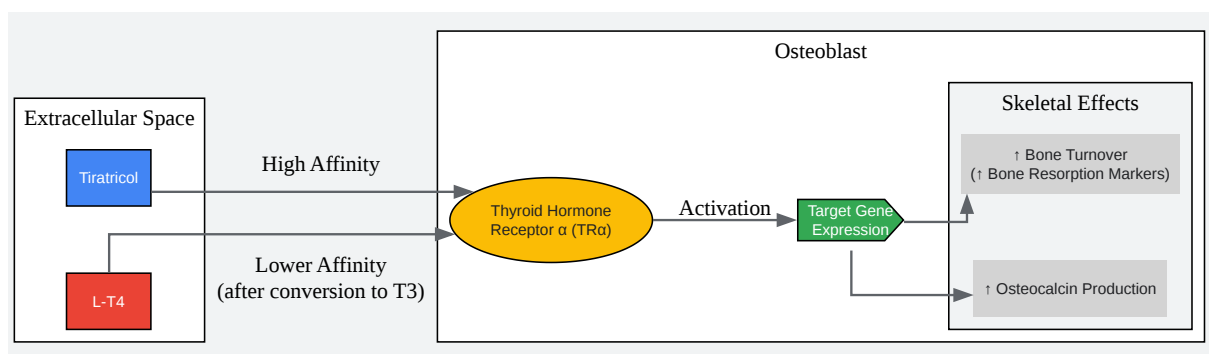 Osteoblast
Extracellular Space
Tiratricol
L-T4
High Affinity
Lower Affinity
(after conversion to T3)
Thyroid Hormone
Receptor α (TRα)
Activation
Target Gene
Expression
Skeletal Effects
↑ Bone Turnover
(↑ Bone Resorption Markers)
↑ Osteocalcin Production